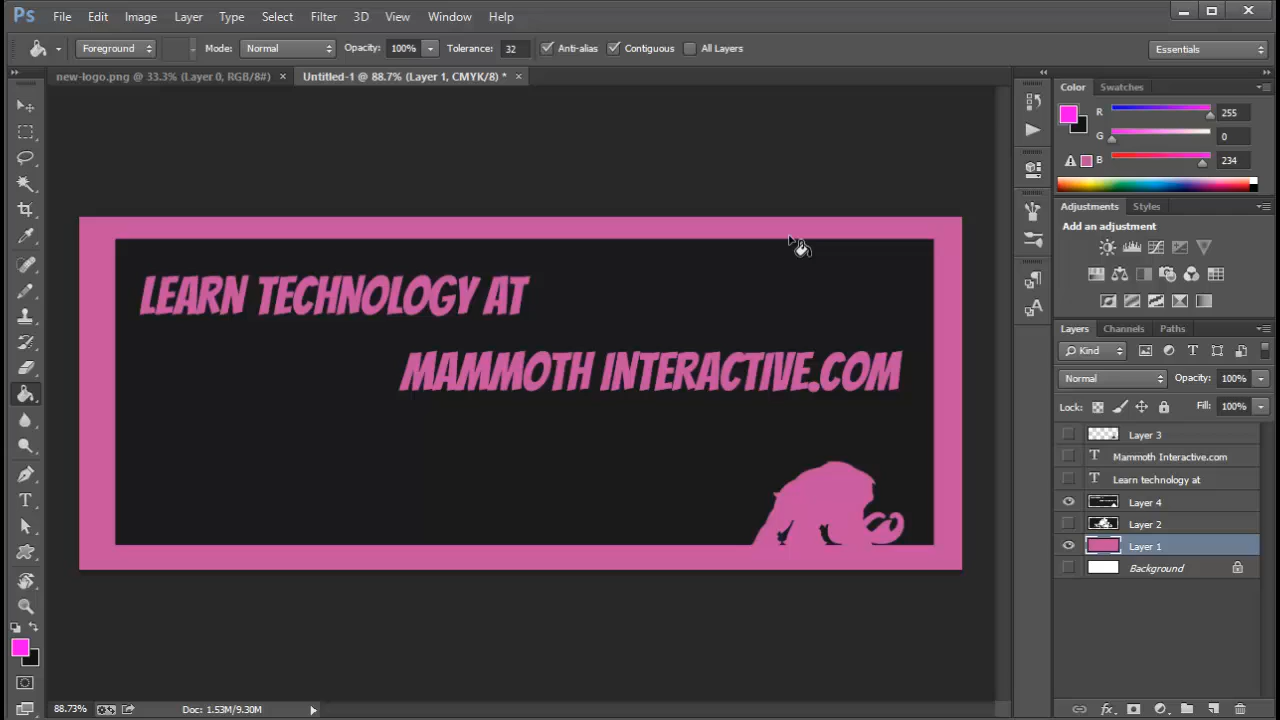 Ps File Edit Image Layer Type Select Filter 3D View Window Help
Foreground Mode: Normal Opacity: 100% Tolerance: 32 Anti-alias Contiguous All Layers Essentials
new-logo.png @ 33.3% (Layer 0, RGB/8#) × Untitled-1 @ 88.7% (Layer 1, CMYK/8) * ×
Color Swatches
R 255
G 0
B 234
Adjustments Styles
Add an adjustment
LEARN TECHNOLOGY AT
MAMMOTH INTERACTIVE.COM
Layers Channels Paths
Kind
Normal Opacity: 100%
Lock: Fill: 100%
Layer 3
T Mammoth Interactive.com
T Learn technology at
Layer 4
Layer 2
Layer 1
Background
88.73% Doc: 1.53M/9.30M